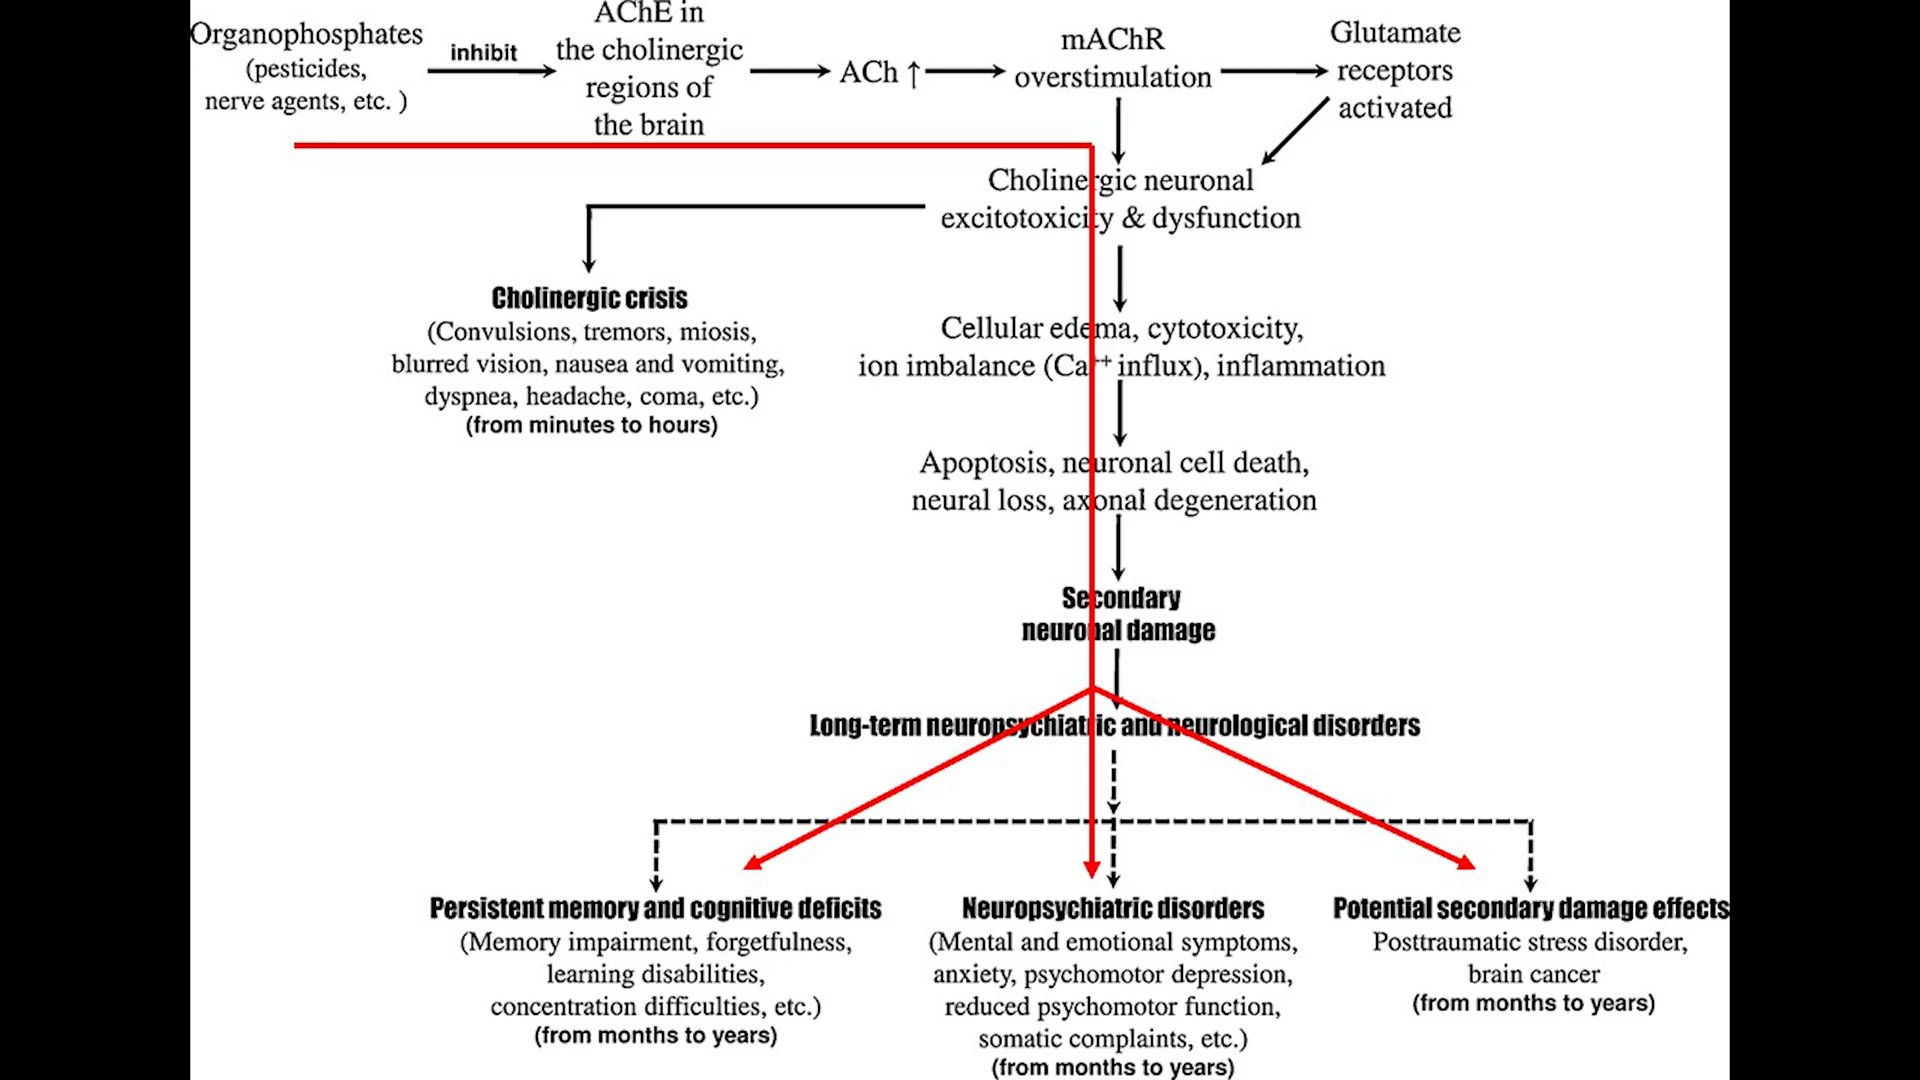 Organophosphates
(pesticides,
nerve agents, etc. )
inhibit
AChE in
the cholinergic
regions of
the brain
ACh ↑
mAChR
overstimulation
Glutamate
receptors
activated
Cholinergic neuronal
excitotoxicity & dysfunction
Cholinergic crisis
(Convulsions, tremors, miosis,
blurred vision, nausea and vomiting,
dyspnea, headache, coma, etc.)
(from minutes to hours)
Cellular edema, cytotoxicity,
ion imbalance (Ca⁺⁺ influx), inflammation
Apoptosis, neuronal cell death,
neural loss, axonal degeneration
Secondary
neuronal damage
Long-term neuropsychiatric and neurological disorders
Persistent memory and cognitive deficits
(Memory impairment, forgetfulness,
learning disabilities,
concentration difficulties, etc.)
(from months to years)
Neuropsychiatric disorders
(Mental and emotional symptoms,
anxiety, psychomotor depression,
reduced psychomotor function,
somatic complaints, etc.)
(from months to years)
Potential secondary damage effects
Posttraumatic stress disorder,
brain cancer
(from months to years)